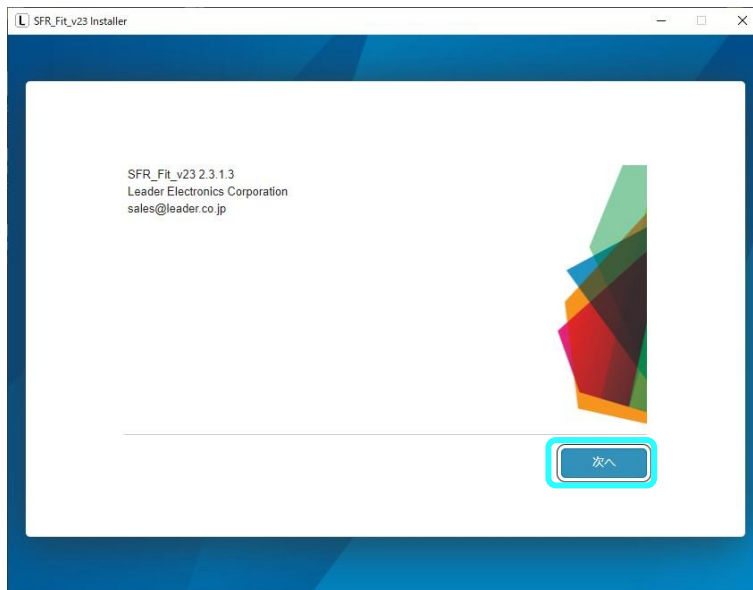 L SFR_Fit_v23 Installer
SFR_Fit_v23 2.3.1.3
Leader Electronics Corporation
sales@leader.co.jp
次へ